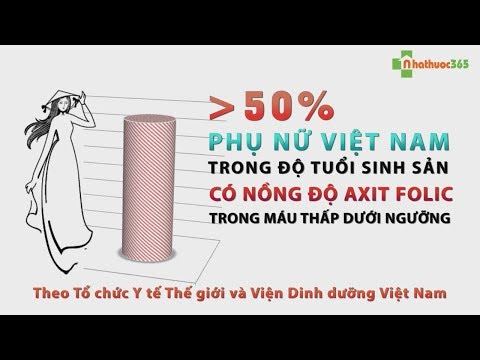 Nhathuoc365
> 50%
PHỤ NỮ VIỆT NAM
TRONG ĐỘ TUỔI SINH SẢN
CÓ NỒNG ĐỘ AXIT FOLIC
TRONG MÁU THẤP DƯỚI NGƯỠNG
Theo Tổ chức Y tế Thế giới và Viện Dinh dưỡng Việt Nam